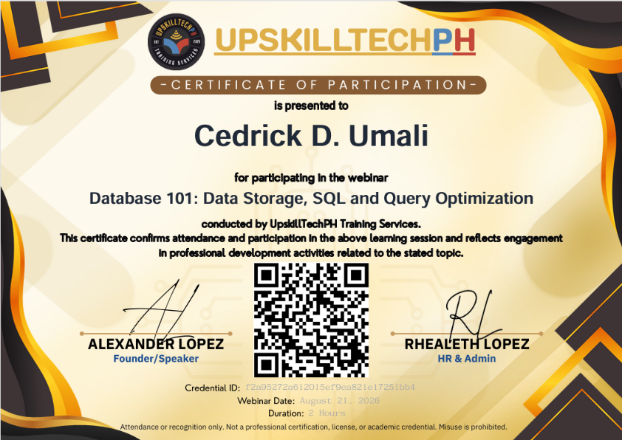 UPSKILLTECHPH
UPSKILLTECHPH
TRAINING SERVICES
-CERTIFICATE OF PARTICIPATION-
is presented to
Cedrick D. Umali
for participating in the webinar
Database 101: Data Storage, SQL and Query Optimization
conducted by UpskillTechPH Training Services.
This certificate confirms attendance and participation in the above learning session and reflects engagement
in professional development activities related to the stated topic.
ALEXANDER LOPEZ
Founder/Speaker
RHEALETH LOPEZ
HR & Admin
Credential ID:
Webinar Date: August 21, 2026
Duration: 2 Hours
Attendance or recognition only. Not a professional certification, license, or academic credential. Misuse is prohibited.